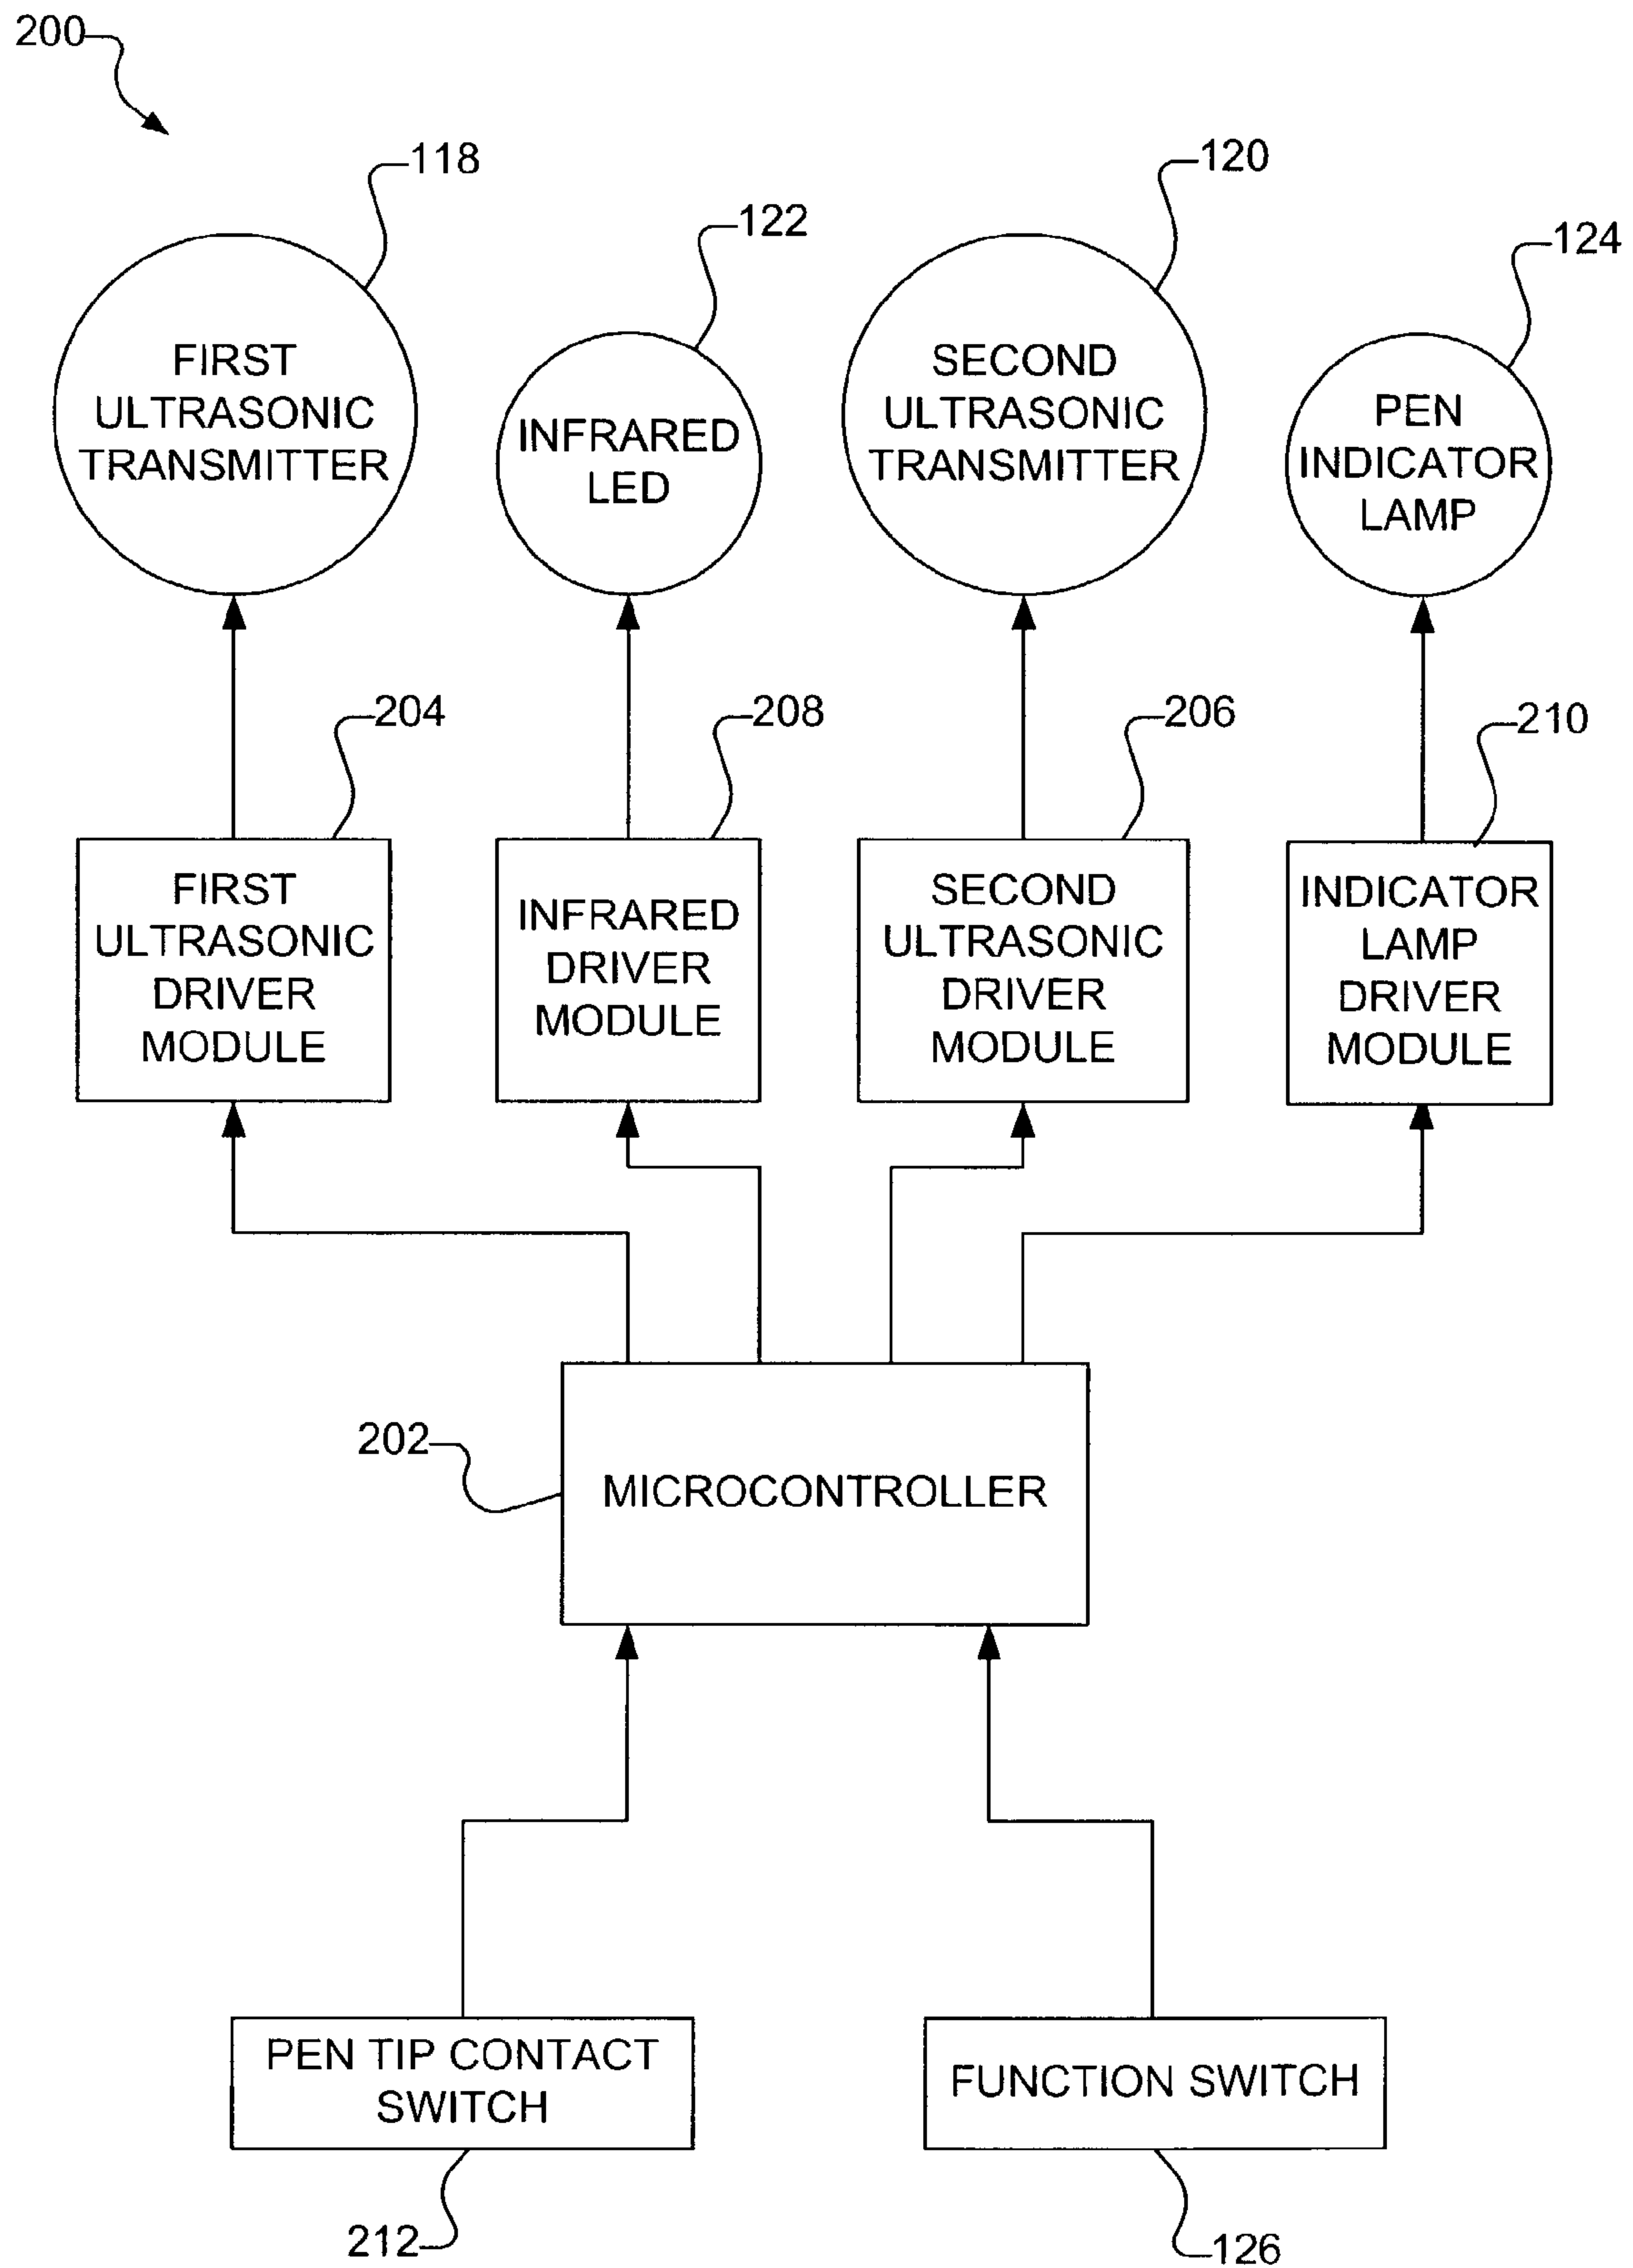 200
118
122
120
124
FIRST
ULTRASONIC
TRANSMITTER
INFRARED
LED
SECOND
ULTRASONIC
TRANSMITTER
PEN
INDICATOR
LAMP
204
208
206
210
FIRST
ULTRASONIC
DRIVER
MODULE
INFRARED
DRIVER
MODULE
SECOND
ULTRASONIC
DRIVER
MODULE
INDICATOR
LAMP
DRIVER
MODULE
202
MICROCONTROLLER
PEN TIP CONTACT
SWITCH
FUNCTION SWITCH
212
126